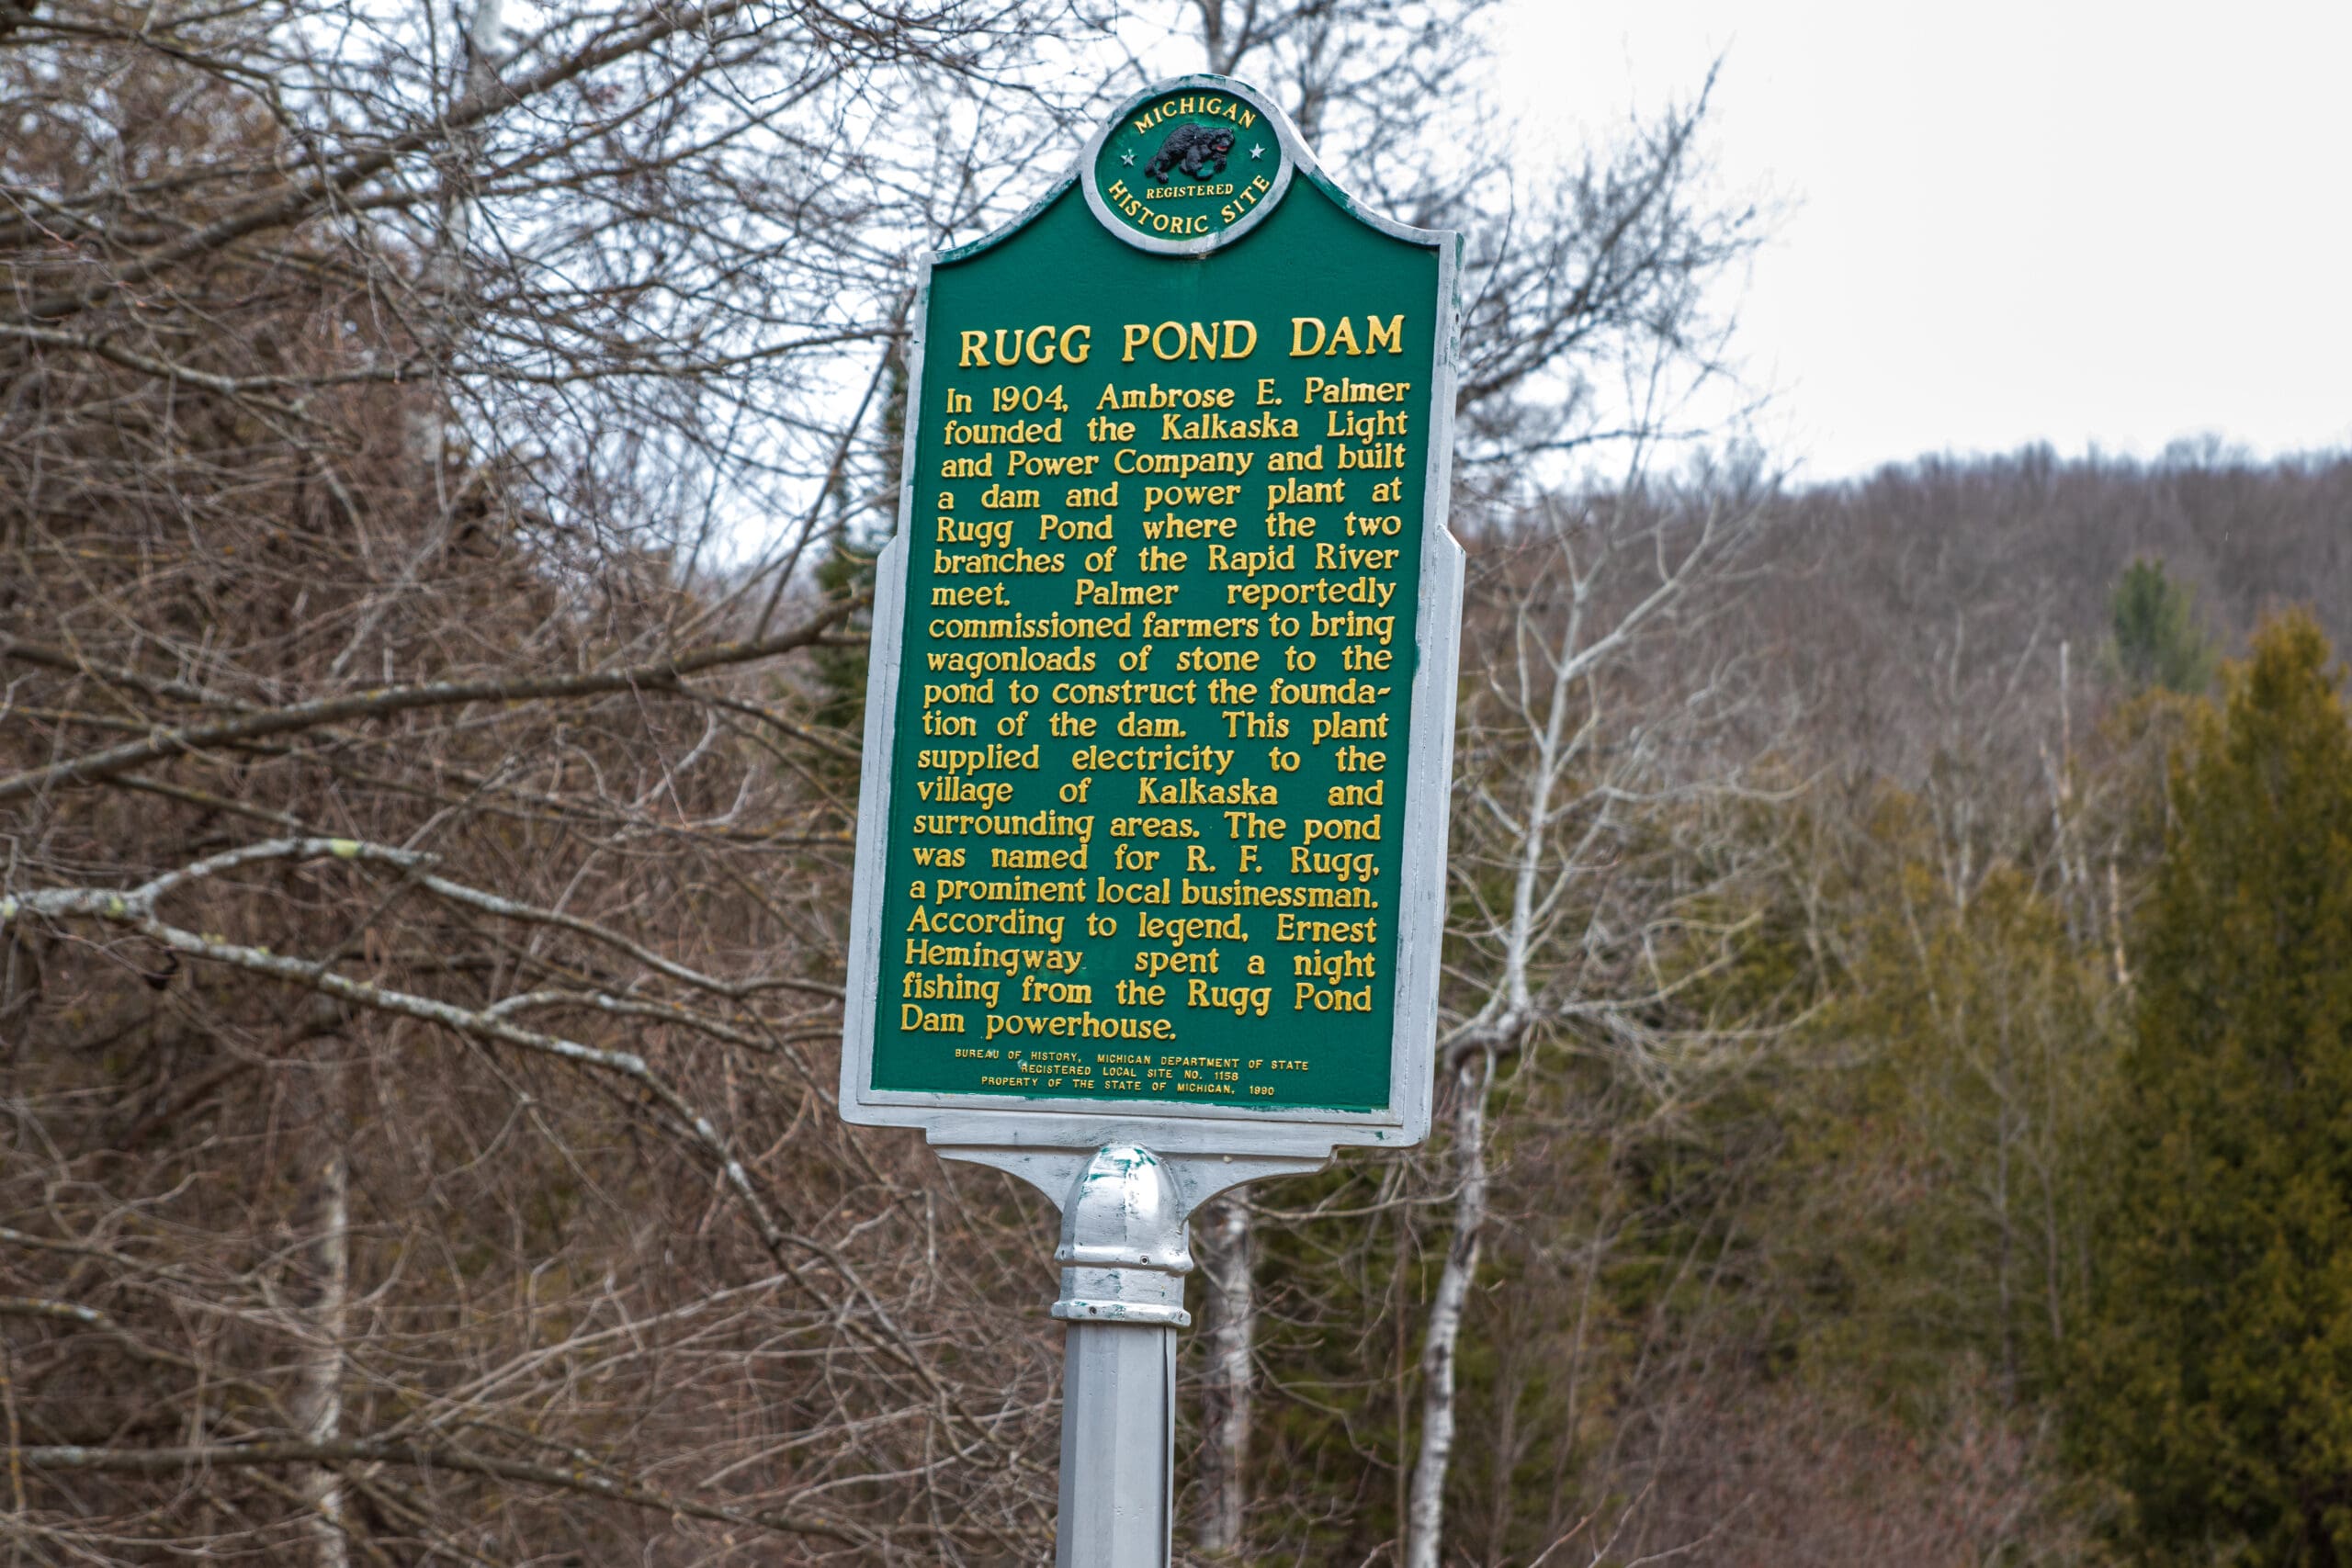 MICHIGAN
REGISTERED
HISTORIC SITE
RUGG POND DAM
In 1904, Ambrose E. Palmer
founded the Kalkaska Light
and Power Company and built
a dam and power plant at
Rugg Pond where the two
branches of the Rapid River
meet. Palmer reportedly
commissioned farmers to bring
wagonloads of stone to the
pond to construct the founda-
tion of the dam. This plant
supplied electricity to the
village of Kalkaska and
surrounding areas. The pond
was named for R. F. Rugg,
a prominent local businessman.
According to legend, Ernest
Hemingway spent a night
fishing from the Rugg Pond
Dam powerhouse.
BUREAU OF HISTORY, MICHIGAN DEPARTMENT OF STATE
REGISTERED LOCAL SITE NO. 1158
PROPERTY OF THE STATE OF MICHIGAN, 1990